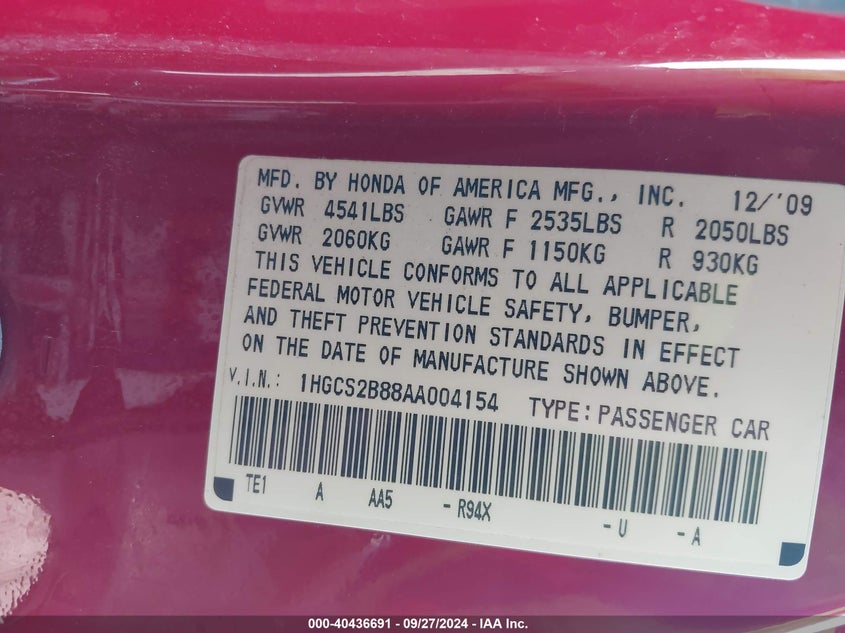 MFD. BY HONDA OF AMERICA MFG., INC. 12/'09
GVWR 4541LBS GAWR F 2535LBS R 2050LBS
GVWR 2060KG GAWR F 1150KG R 930KG
THIS VEHICLE CONFORMS TO ALL APPLICABLE
FEDERAL MOTOR VEHICLE SAFETY, BUMPER,
AND THEFT PREVENTION STANDARDS IN EFFECT
ON THE DATE OF MANUFACTURE SHOWN ABOVE.
V.I.N.: 1HGCS2B88AA004154 TYPE: PASSENGER CAR
TE1 A AA5 - R94X - U - A
000-40436691 - 09/27/2024 - IAA Inc.